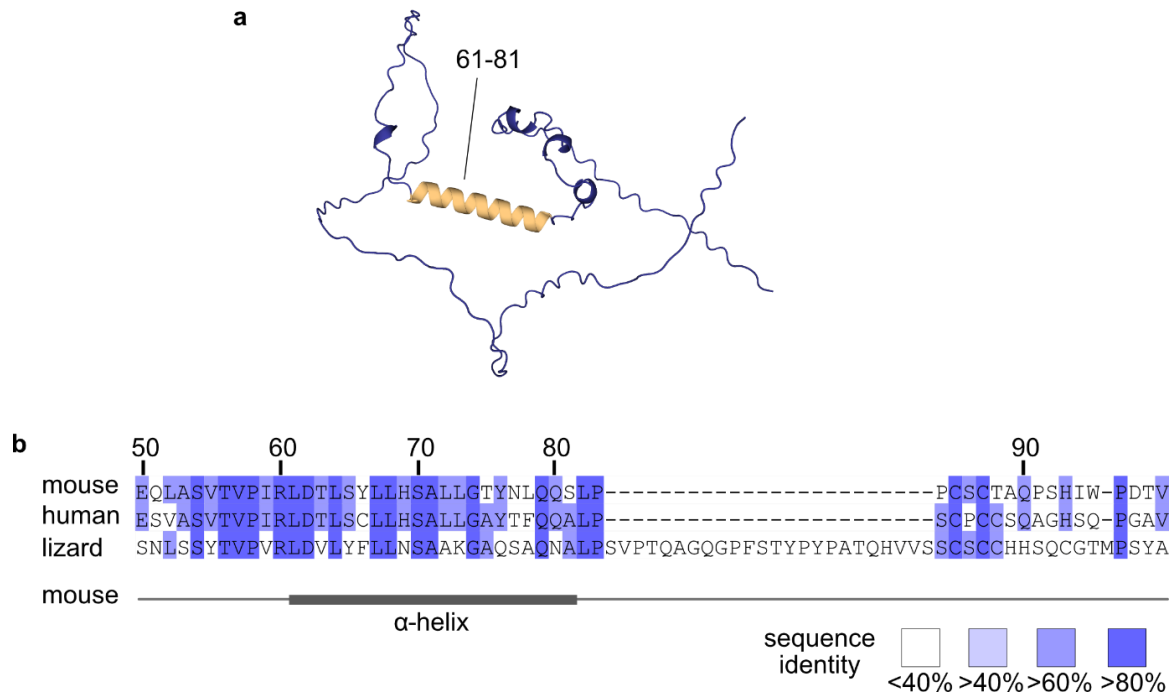 a
61-81
b
50 60 70 80 90
mouse EQLASVTVPIRLDTLSYLLHSALLGTYNLQQSLP------------------------PCSCTAQPSHIW-PDTV
human ESVASVTVPIRLDTLSCLLHSALLGAYTFQQALP------------------------SCPCCSQAGHSQ-PGAV
lizard SNLSSYTVPVRLDVLYFLLNSAAKGAQSAQNALPSVPTQAGQGPFSTYPYPATQHVVSSCSCCHHSQCGTMPSYA
mouse
α-helix
sequence
identity
<40% >40% >60% >80%